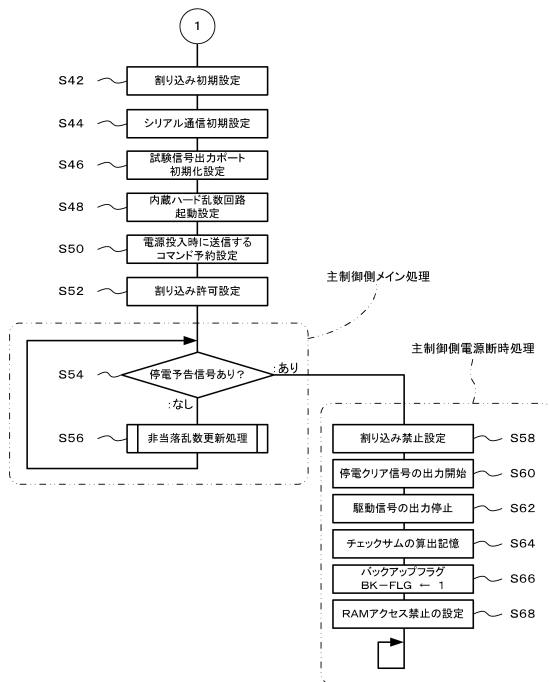 1
S42
割り込み初期設定
S44
シリアル通信初期設定
S46
試験信号出力ポート
初期化設定
S48
内蔵ハード乱数回路
起動設定
S50
電源投入時に送信する
コマンド予約設定
S52
割り込み許可設定
主制御側メイン処理
S54
停電予告信号あり?
:あり
:なし
S56
非当落乱数更新処理
主制御側電源断時処理
割り込禁止設定
S58
停電クリア信号の出力開始
S60
駆動信号の出力停止
S62
チェックサムの算出記憶
S64
バックアップフラグ
BK-FLG ← 1
S66
RAMアクセス禁止の設定
S68